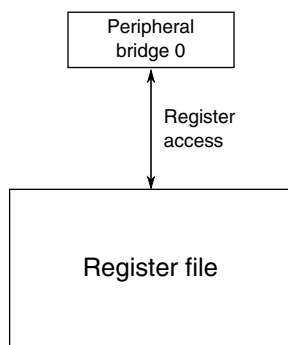 Peripheral
bridge 0
Register
access
Register file